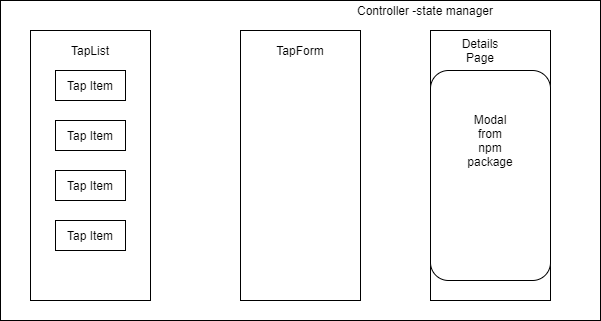 Controller -state manager
TapList
Tap Item
Tap Item
Tap Item
Tap Item
TapForm
Details
Page
Modal
from
npm
package